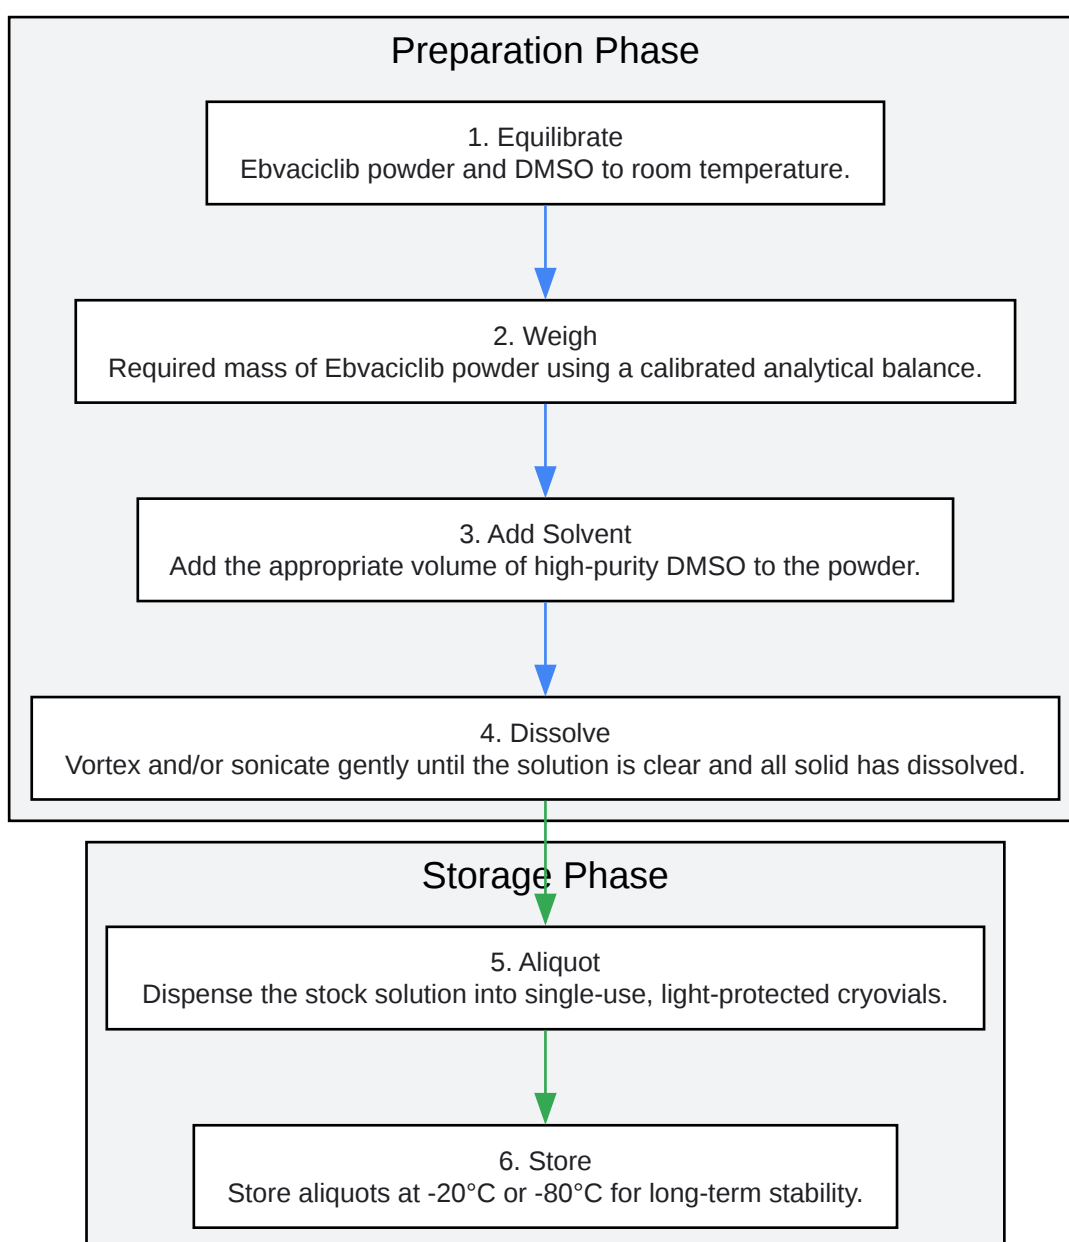 Preparation Phase
1. Equilibrate
Ebvaciclib powder and DMSO to room temperature.
2. Weigh
Required mass of Ebvaciclib powder using a calibrated analytical balance.
3. Add Solvent
Add the appropriate volume of high-purity DMSO to the powder.
4. Dissolve
Vortex and/or sonicate gently until the solution is clear and all solid has dissolved.
Storage Phase
5. Aliquot
Dispense the stock solution into single-use, light-protected cryovials.
6. Store
Store aliquots at -20°C or -80°C for long-term stability.